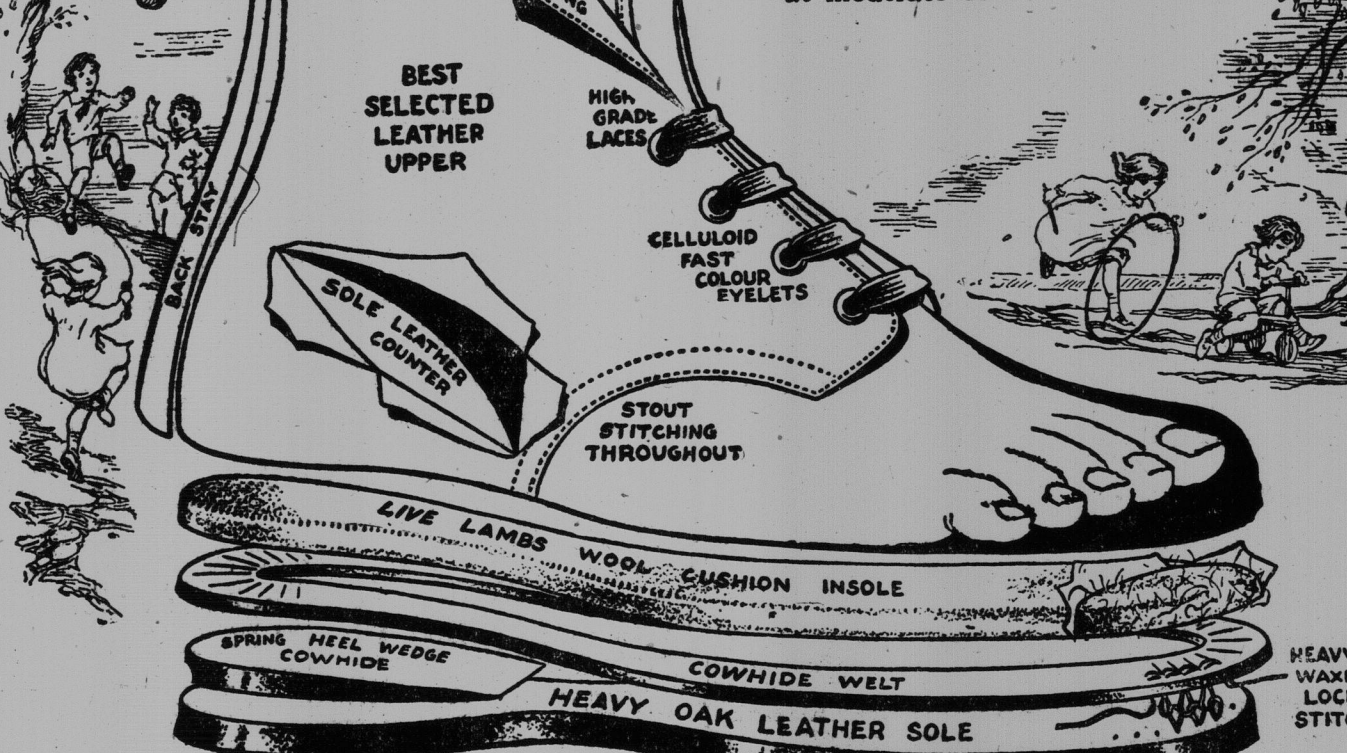 BEST
SELECTED
LEATHER
UPPER
HIGH
GRADE
LACES
BACK STAY
CELLULOID
FAST
COLOUR
EYELETS
SOLE LEATHER
COUNTER
STOUT
STITCHING
THROUGHOUT
LIVE LAMBS WOOL CUSHION INSOLE
SPRING HEEL WEDGE
COWHIDE
COWHIDE WELT
HEAVY OAK LEATHER SOLE
HEAVY